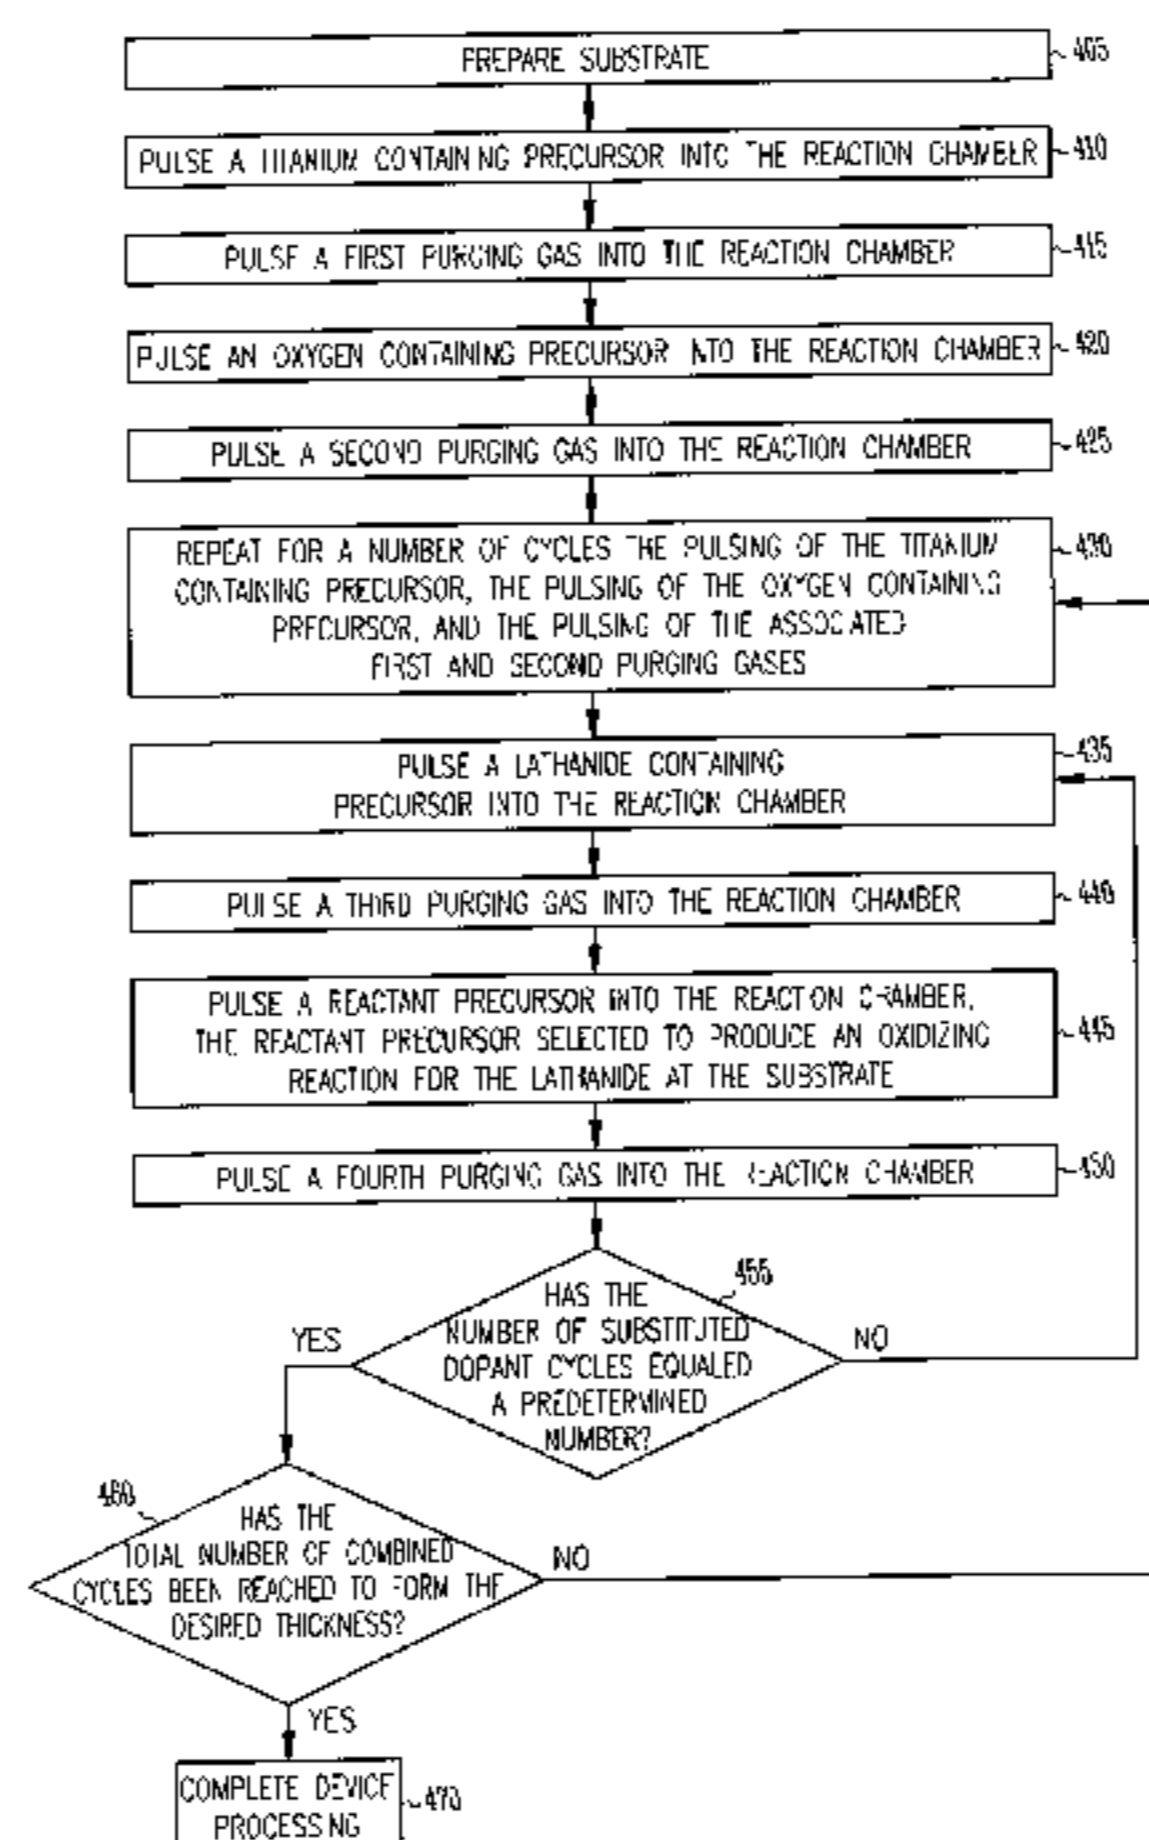 PREPARE SUBSTRATE
405
PULSE A TITANIUM CONTAINING PRECURSOR INTO THE REACTION CHAMBER
410
PULSE A FIRST PURGING GAS INTO THE REACTION CHAMBER
415
PULSE AN OXYGEN CONTAINING PRECURSOR INTO THE REACTION CHAMBER
420
PULSE A SECOND PURGING GAS INTO THE REACTION CHAMBER
425
REPEAT FOR A NUMBER OF CYCLES THE PULSING OF THE TITANIUM
CONTAINING PRECURSOR, THE PULSING OF THE OXYGEN CONTAINING
PRECURSOR, AND THE PULSING OF THE ASSOCIATED
FIRST AND SECOND PURGING GASES
430
PULSE A LATHANIDE CONTAINING
PRECURSOR INTO THE REACTION CHAMBER
435
PULSE A THIRD PURGING GAS INTO THE REACTION CHAMBER
440
PULSE A REACTANT PRECURSOR INTO THE REACTION CHAMBER,
THE REACTANT PRECURSOR SELECTED TO PRODUCE AN OXIDIZING
REACTION FOR THE LATHANIDE AT THE SUBSTRATE
445
PULSE A FOURTH PURGING GAS INTO THE REACTION CHAMBER
450
455
HAS THE
NUMBER OF SUBSTITUTED
DOPANT CYCLES EQUALED
A PREDETERMINED
NUMBER?
YES
NO
460
HAS THE
TOTAL NUMBER OF COMBINED
CYCLES BEEN REACHED TO FORM THE
DESIRED THICKNESS?
NO
YES
COMPLETE DEVICE
PROCESSING
470